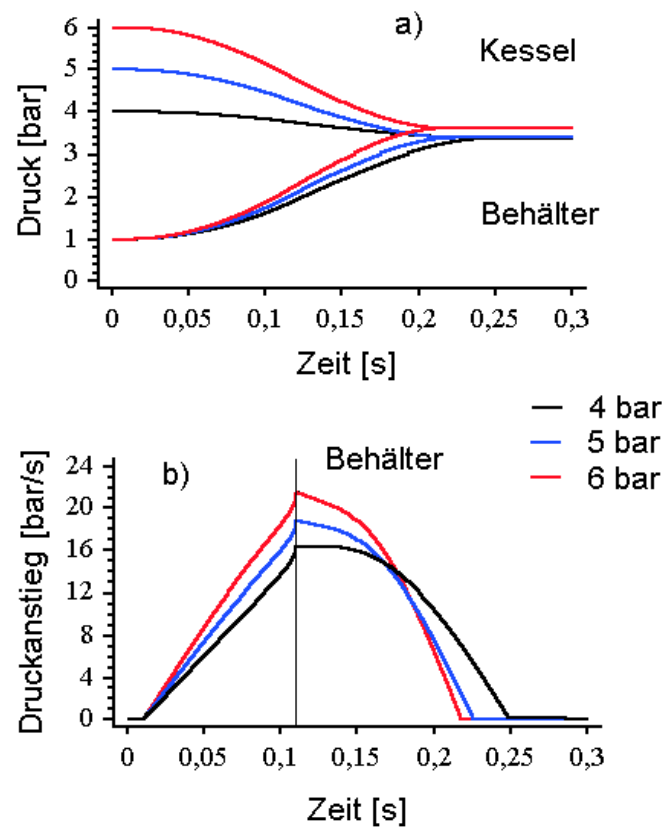 a)
Kessel
Behälter
Druck [bar]
6
5
4
3
2
1
0
0
0,05
0,1
0,15
0,2
0,25
0,3
Zeit [s]
4 bar
5 bar
6 bar
b)
Behälter
Druckanstieg [bar/s]
24
20
16
12
8
4
0
0
0,05
0,1
0,15
0,2
0,25
0,3
Zeit [s]